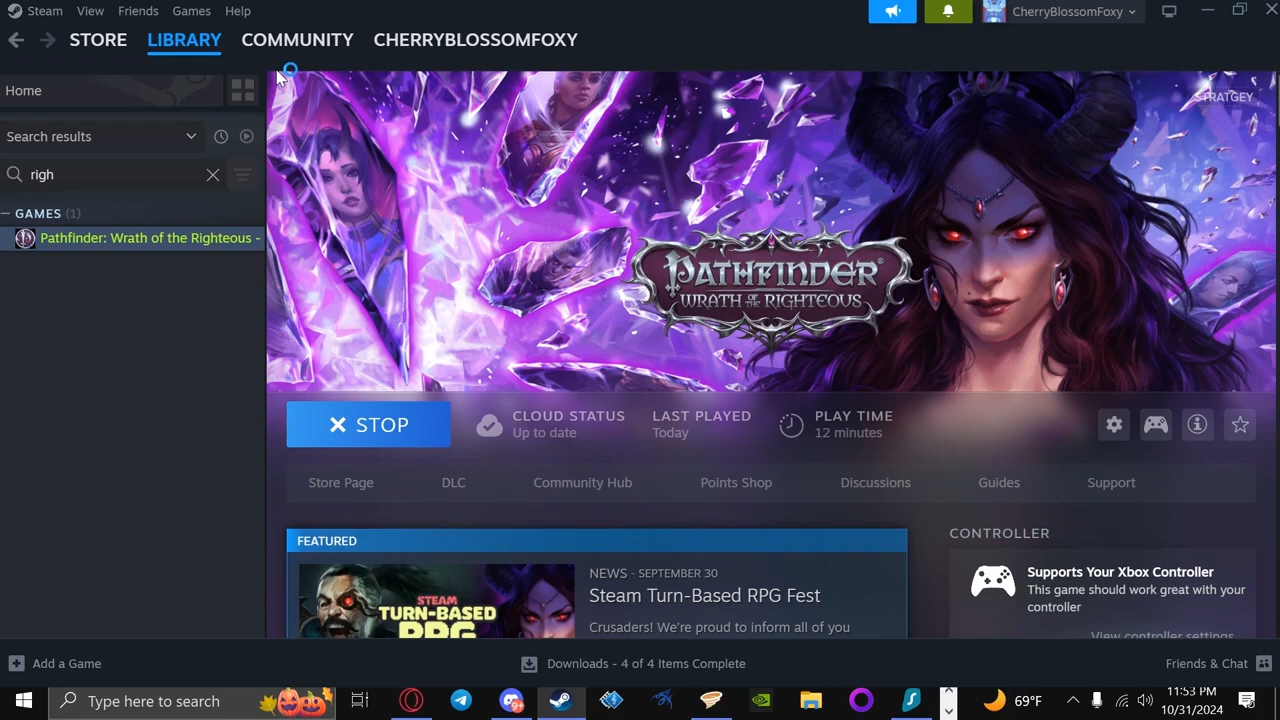 Steam View Friends Games Help CherryBlossomFoxy
STORE LIBRARY COMMUNITY CHERRYBLOSSOMFOXY
Home
STRATGEY
Search results
righ
GAMES (1)
Pathfinder: Wrath of the Righteous -
PATHFINDER®
WRATH OF THE RIGHTEOUS
STOP
CLOUD STATUS
Up to date
LAST PLAYED
Today
PLAY TIME
12 minutes
Store Page DLC Community Hub Points Shop Discussions Guides Support
FEATURED
STEAM
TURN-BASED
RPG
NEWS - SEPTEMBER 30
Steam Turn-Based RPG Fest
Crusaders! We're proud to inform all of you
CONTROLLER
Supports Your Xbox Controller
This game should work great with your
controller
View controller settings
Add a Game Downloads - 4 of 4 Items Complete Friends & Chat
Type here to search
9+
69°F
11:53 PM
10/31/2024